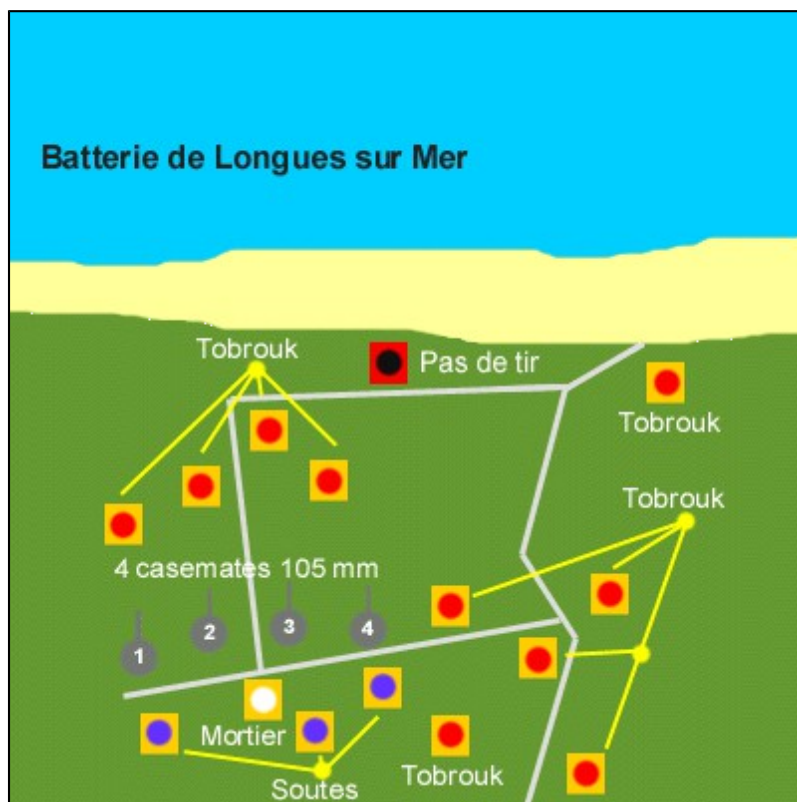 Batterie de Longues sur Mer
Tobrouk
Pas de tir
Tobrouk
Tobrouk
4 casemates 105 mm
1
2
3
4
Mortier
Tobrouk
Soutes